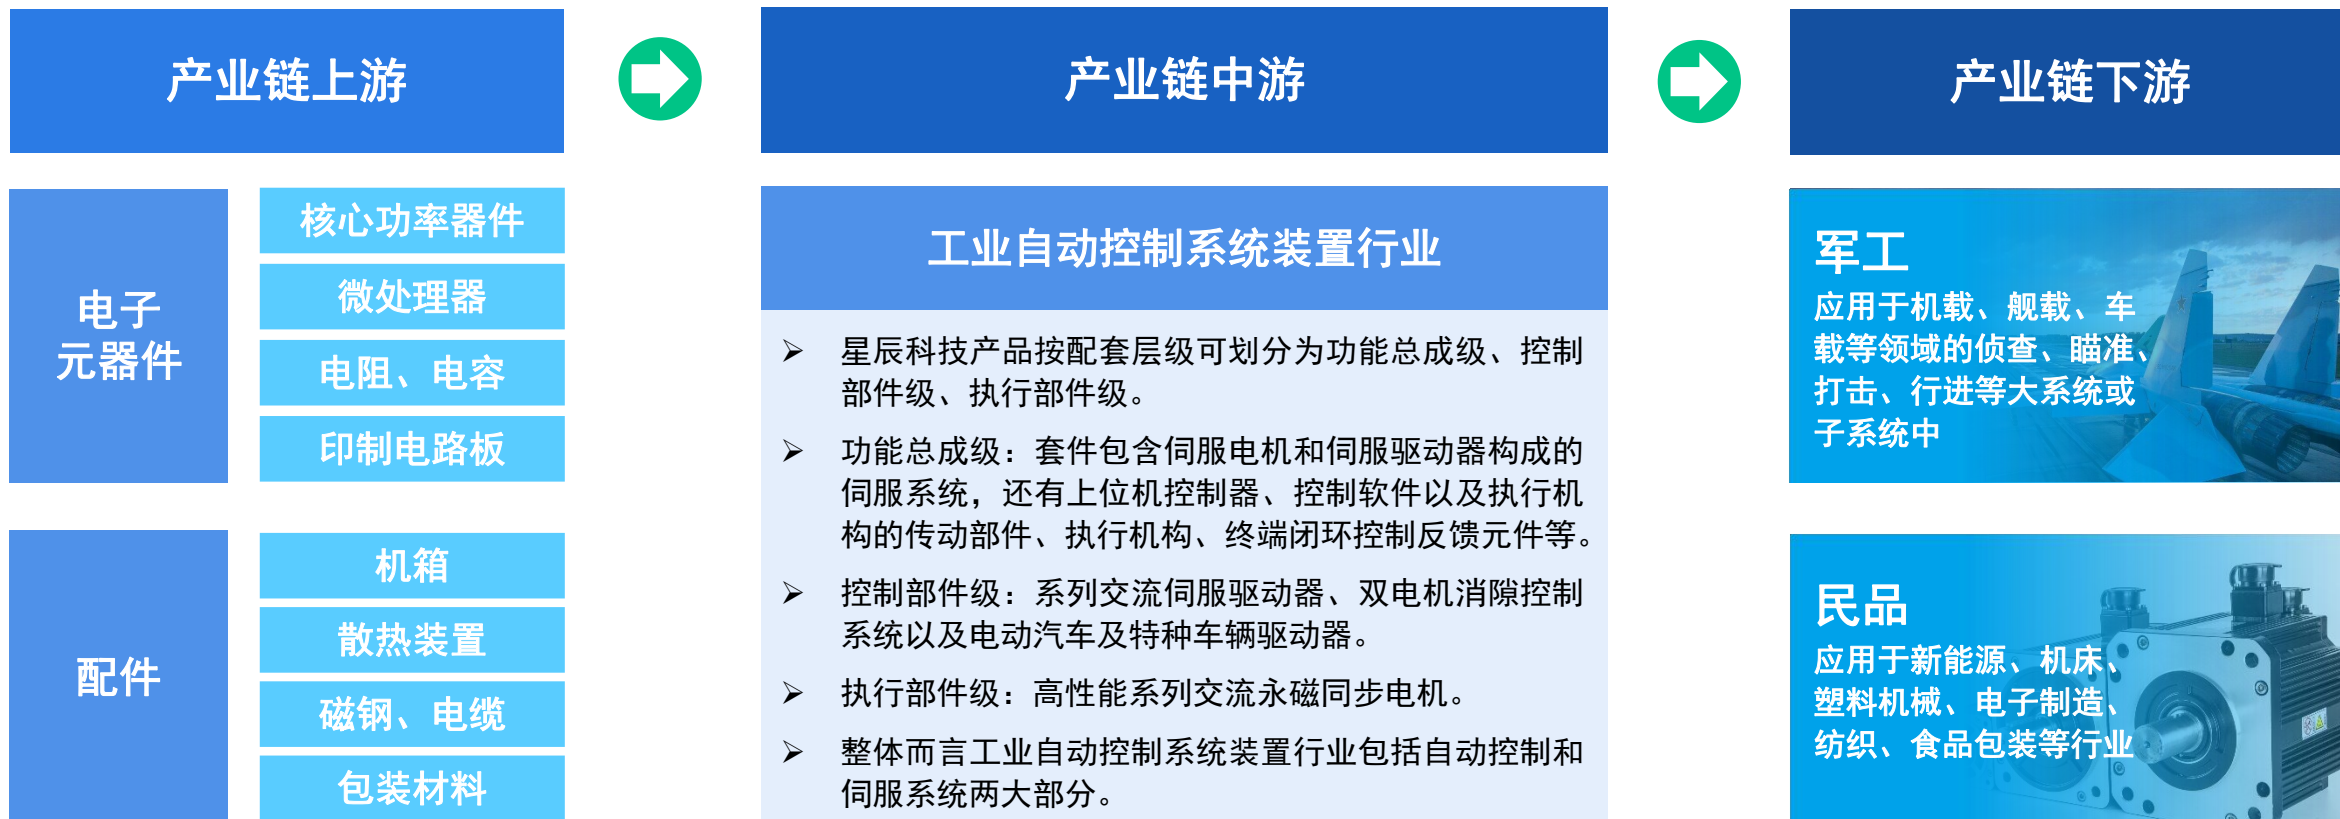 产业链上游
电子
元器件
核心功率器件
微处理器
电阻、电容
印制电路板
配件
机箱
散热装置
磁钢、电缆
包装材料
产业链中游
工业自动控制系统装置行业
➢ 星辰科技产品按配套层级可划分为功能总成级、控制
部件级、执行部件级。
➢ 功能总成级：套件包含伺服电机和伺服驱动器构成的
伺服系统，还有上位机控制器、控制软件以及执行机
构的传动部件、执行机构、终端闭环控制反馈元件等。
➢ 控制部件级：系列交流伺服驱动器、双电机消隙控制
系统以及电动汽车及特种车辆驱动器。
➢ 执行部件级：高性能系列交流永磁同步电机。
➢ 整体而言工业自动控制系统装置行业包括自动控制和
伺服系统两大部分。
产业链下游
军工
应用于机载、舰载、车
载等领域的侦查、瞄准、
打击、行进等大系统或
子系统中
民品
应用于新能源、机床、
塑料机械、电子制造、
纺织、食品包装等行业